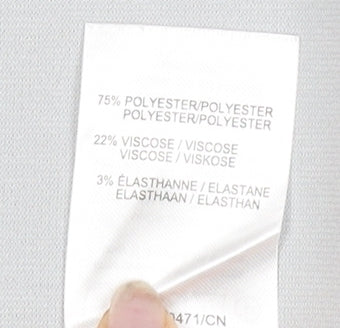 75% POLYESTER/POLYESTER
POLYESTER/POLYESTER
22% VISCOSE / VISCOSE
VISCOSE / VISKOSE
3% ÉLASTHANNE / ELASTANE
ELASTHAAN / ELASTHAN
0471/CN